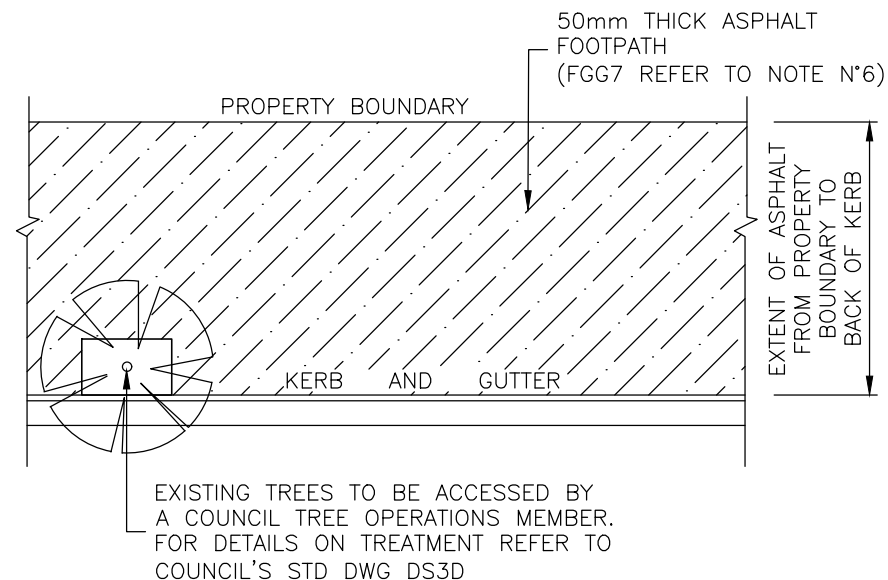 50mm THICK ASPHALT
FOOTPATH
(FGG7 REFER TO NOTE N°6)
PROPERTY BOUNDARY
EXTENT OF ASPHALT
FROM PROPERTY
BOUNDARY TO
BACK OF KERB
KERB AND GUTTER
EXISTING TREES TO BE ACCESSED BY
A COUNCIL TREE OPERATIONS MEMBER.
FOR DETAILS ON TREATMENT REFER TO
COUNCIL'S STD DWG DS3D